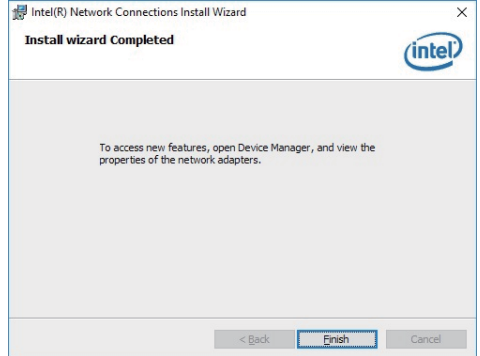 Intel(R) Network Connections Install Wizard
Install wizard Completed
intel
To access new features, open Device Manager, and view the
properties of the network adapters.
< Back
Finish
Cancel